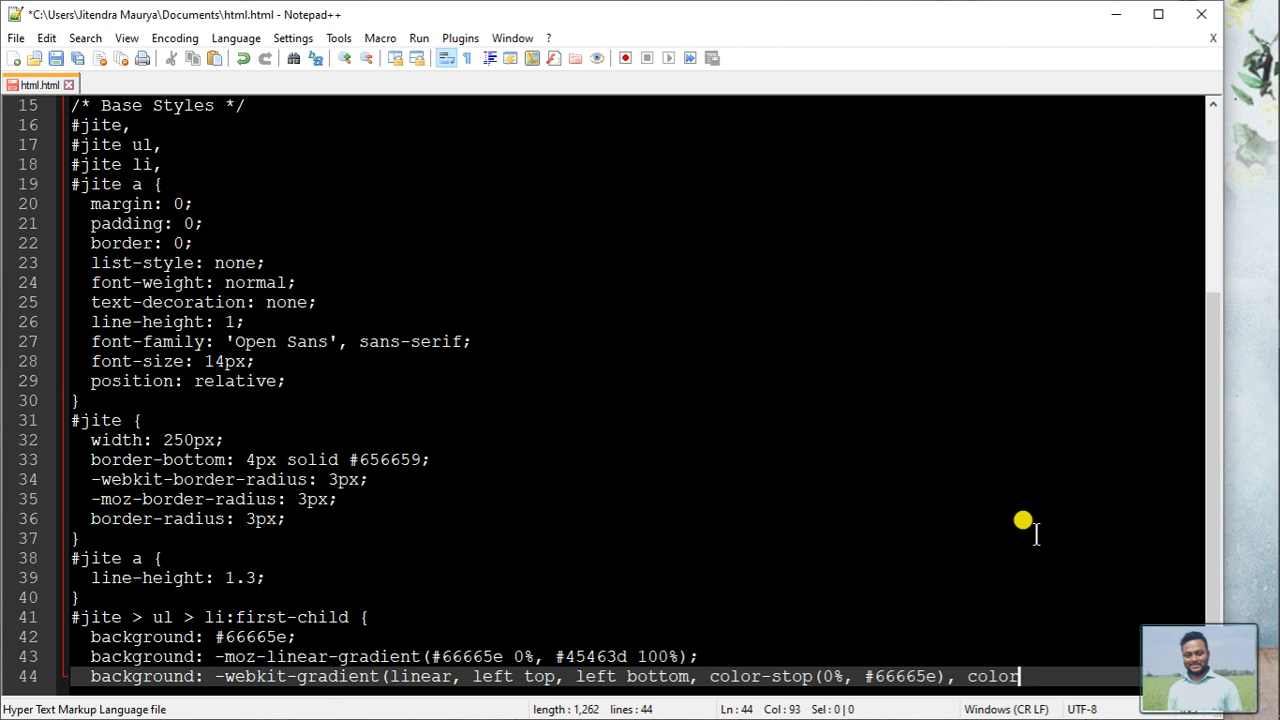 *C:\Users\Jitendra Maurya\Documents\html.html - Notepad++
File Edit Search View Encoding Language Settings Tools Macro Run Plugins Window ? X
html.html
15 /* Base Styles */
16 #jite,
17 #jite ul,
18 #jite li,
19 #jite a {
20 margin: 0;
21 padding: 0;
22 border: 0;
23 list-style: none;
24 font-weight: normal;
25 text-decoration: none;
26 line-height: 1;
27 font-family: 'Open Sans', sans-serif;
28 font-size: 14px;
29 position: relative;
30 }
31 #jite {
32 width: 250px;
33 border-bottom: 4px solid #656659;
34 -webkit-border-radius: 3px;
35 -moz-border-radius: 3px;
36 border-radius: 3px;
37 }
38 #jite a {
39 line-height: 1.3;
40 }
41 #jite > ul > li:first-child {
42 background: #66665e;
43 background: -moz-linear-gradient(#66665e 0%, #45463d 100%);
44 background: -webkit-gradient(linear, left top, left bottom, color-stop(0%, #66665e), color
Hyper Text Markup Language file length : 1,262 lines : 44 Ln : 44 Col : 93 Sel : 0 | 0 Windows (CR LF) UTF-8